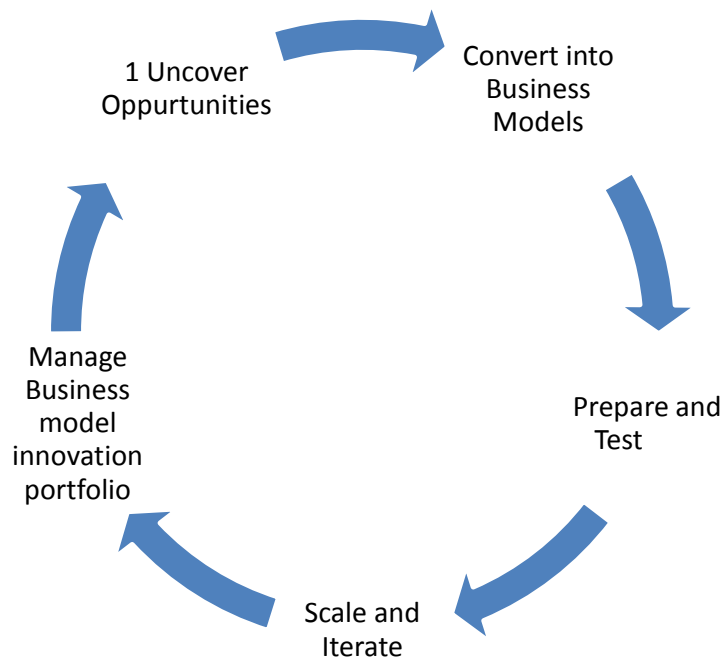 1 Uncover
Oppurtunities
Convert into
Business
Models
Prepare and
Test
Scale and
Iterate
Manage
Business
model
innovation
portfolio